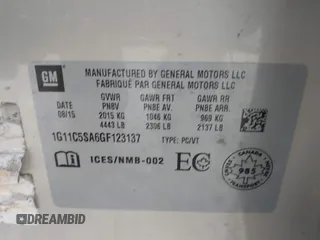 GM
MANUFACTURED BY GENERAL MOTORS LLC
FABRIQUÉ PAR GENERAL MOTORS LLC
GVWR GAWR FRT GAWR RR
08/15 PNBV PNBE AV. PNBE ARR.
2015 KG 1046 KG 969 KG
4443 LB 2306 LB 2137 LB
1G11C5SA6GF123137 TYPE: PC/VT
ICES/NMB-002
CANADA
985
DREAMBID